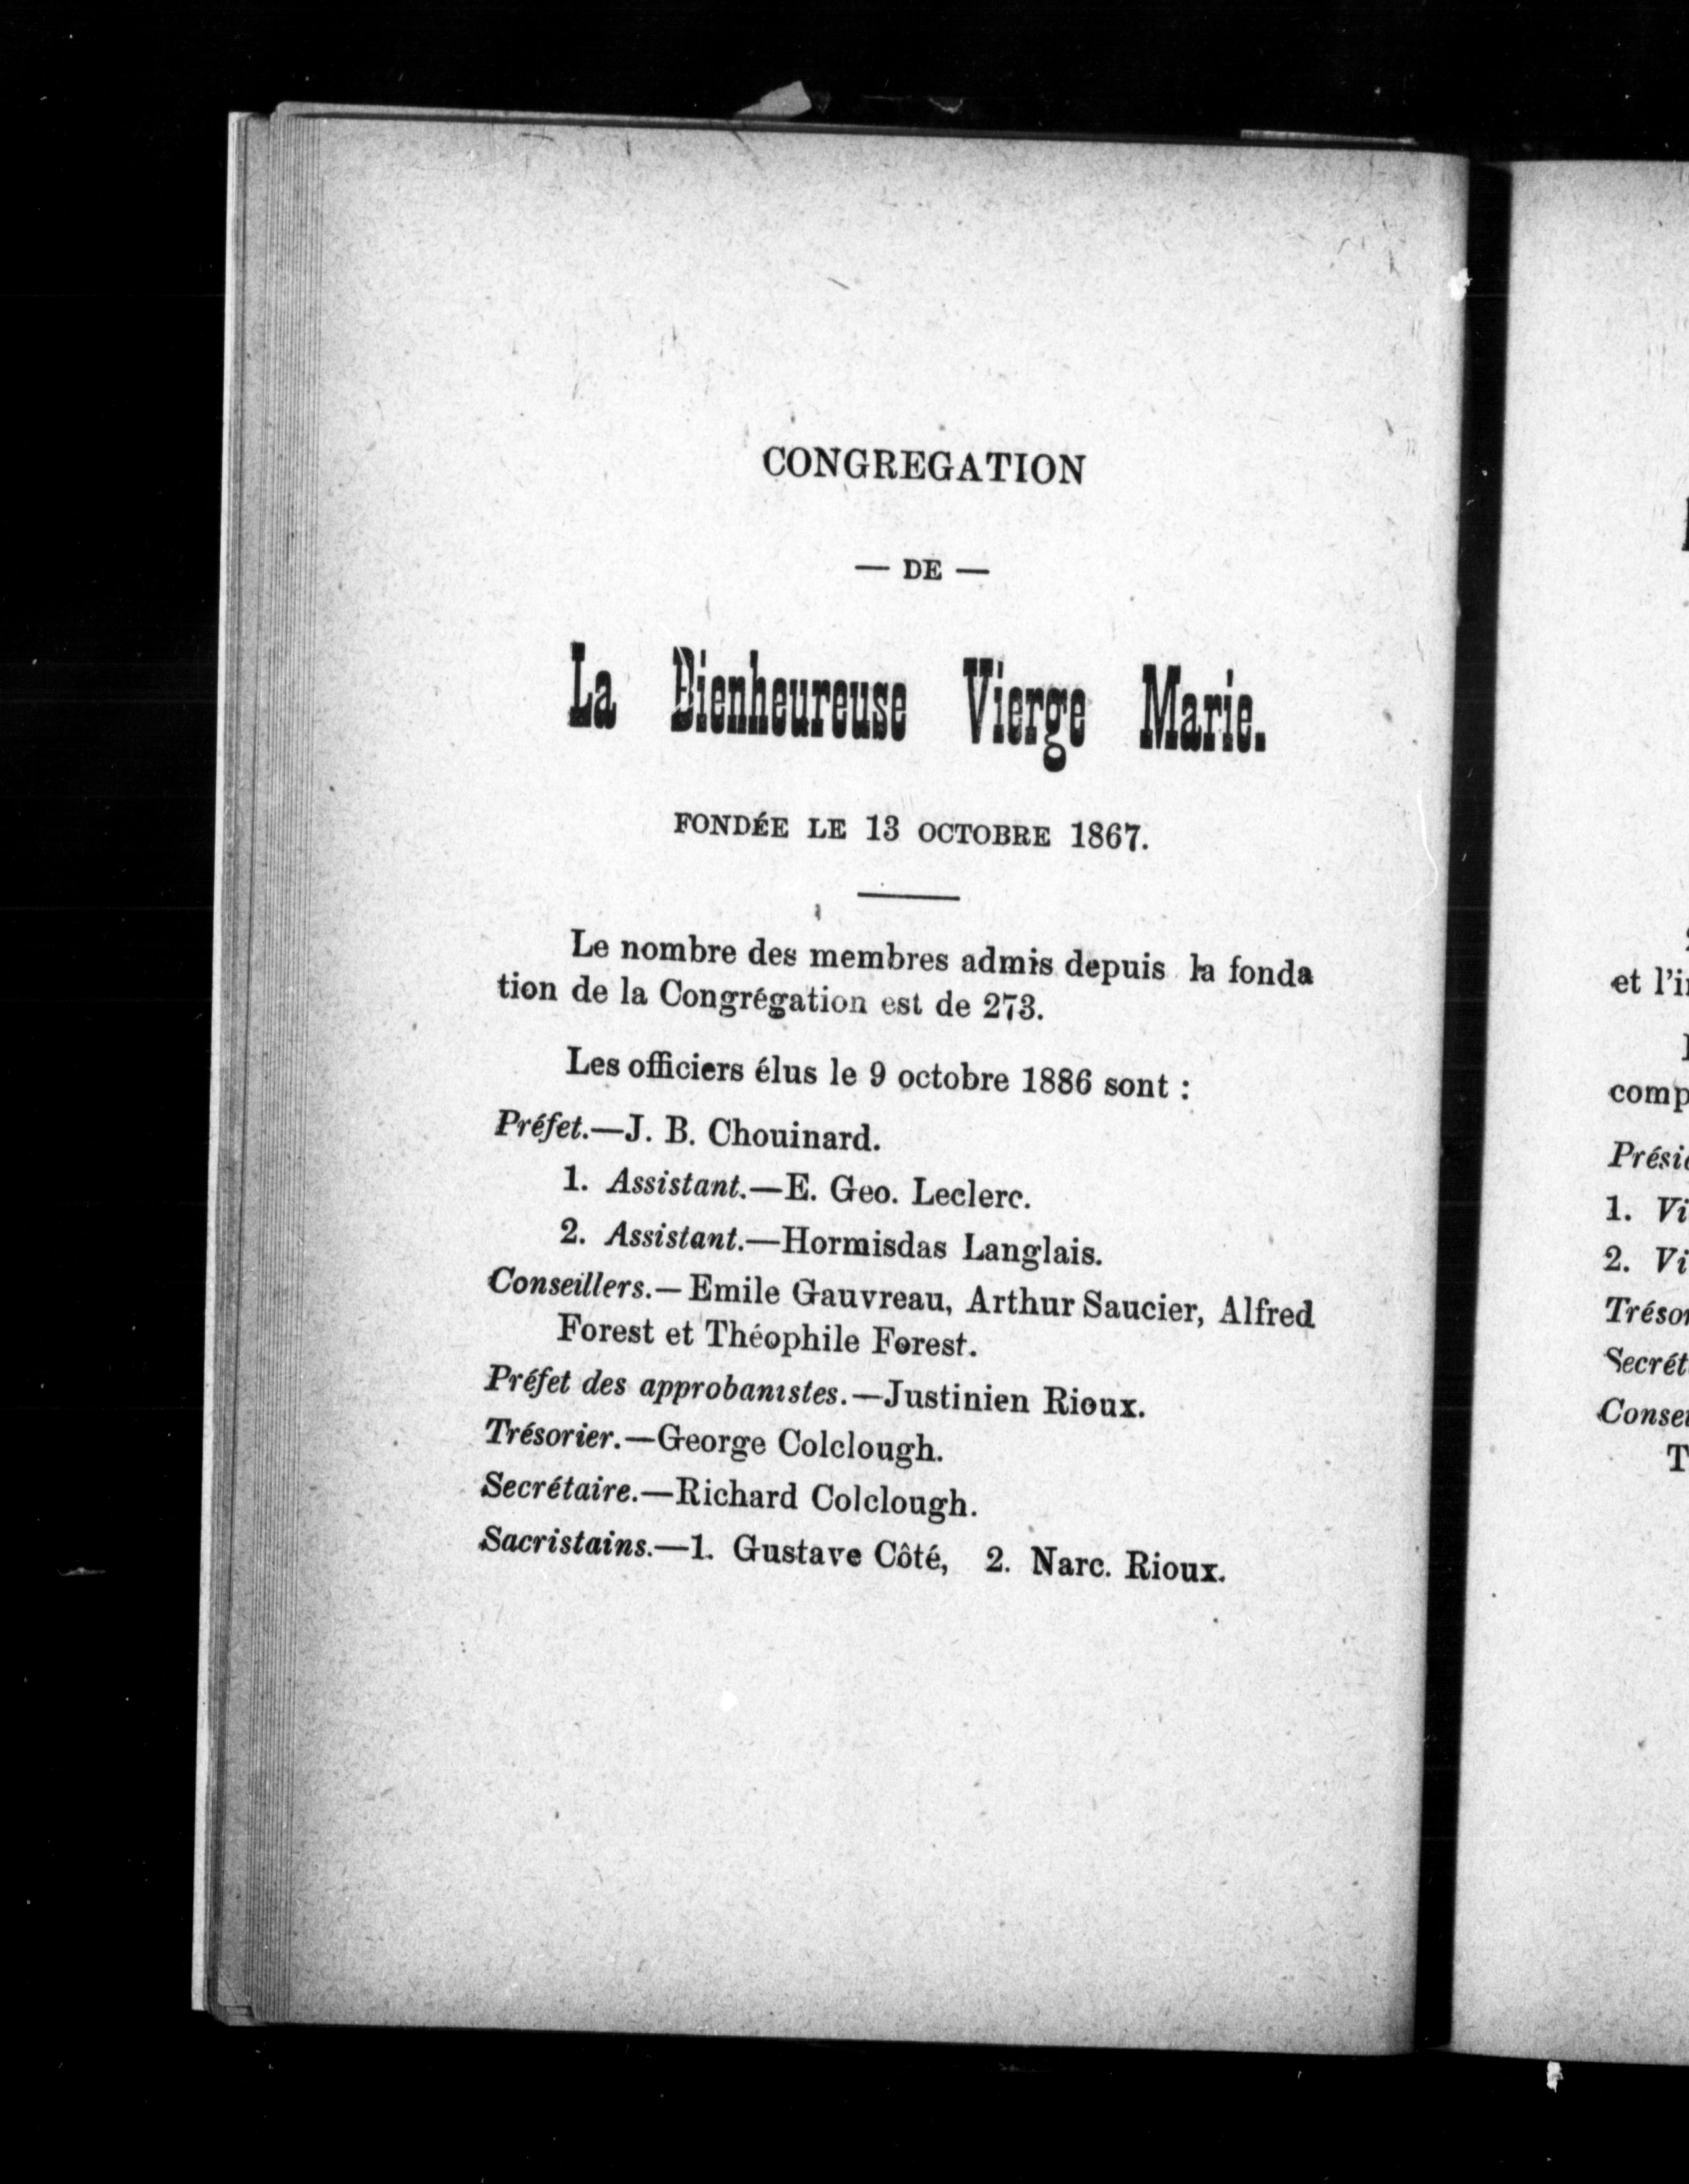 CONGREGATION
— DE —
La Bienheureuse Vierge Marie.
FONDÉE LE 13 OCTOBRE 1867.
Le nombre des membres admis depuis la fonda
tion de la Congrégation est de 273.
Les officiers élus le 9 octobre 1886 sont :
Préfet.—J. B. Chouinard.
1. Assistant.—E. Geo. Leclerc.
2. Assistant.—Hormisdas Langlais.
Conseillers.—Emile Gauvreau, Arthur Saucier, Alfred
Forest et Théophile Forest.
Préfet des approbanistes.—Justinien Rioux.
Trésorier.—George Colclough.
Secrétaire.—Richard Colclough.
Sacristains.—1. Gustave Côté, 2. Narc. Rioux.
et l'i
comp
Prési
1. Vi
2. Vi
Tréso
Secrét
Conse
T